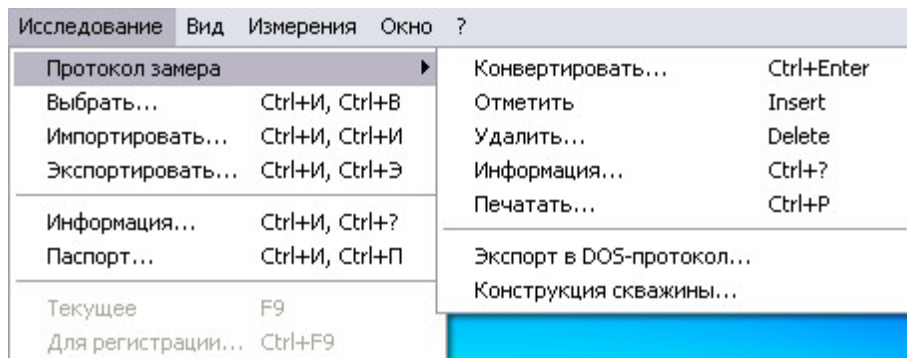 Исследование Вид Измерения Окно ?
Протокол замера
Выбрать... Ctrl+И, Ctrl+В
Импортировать... Ctrl+И, Ctrl+И
Экспортировать... Ctrl+И, Ctrl+Э
Информация... Ctrl+И, Ctrl+?
Паспорт... Ctrl+И, Ctrl+П
Текущее F9
Для регистрации... Ctrl+F9
Конвертировать... Ctrl+Enter
Отметить Insert
Удалить... Delete
Информация... Ctrl+?
Печатать... Ctrl+P
Экспорт в DOS-протокол...
Конструкция скважины...